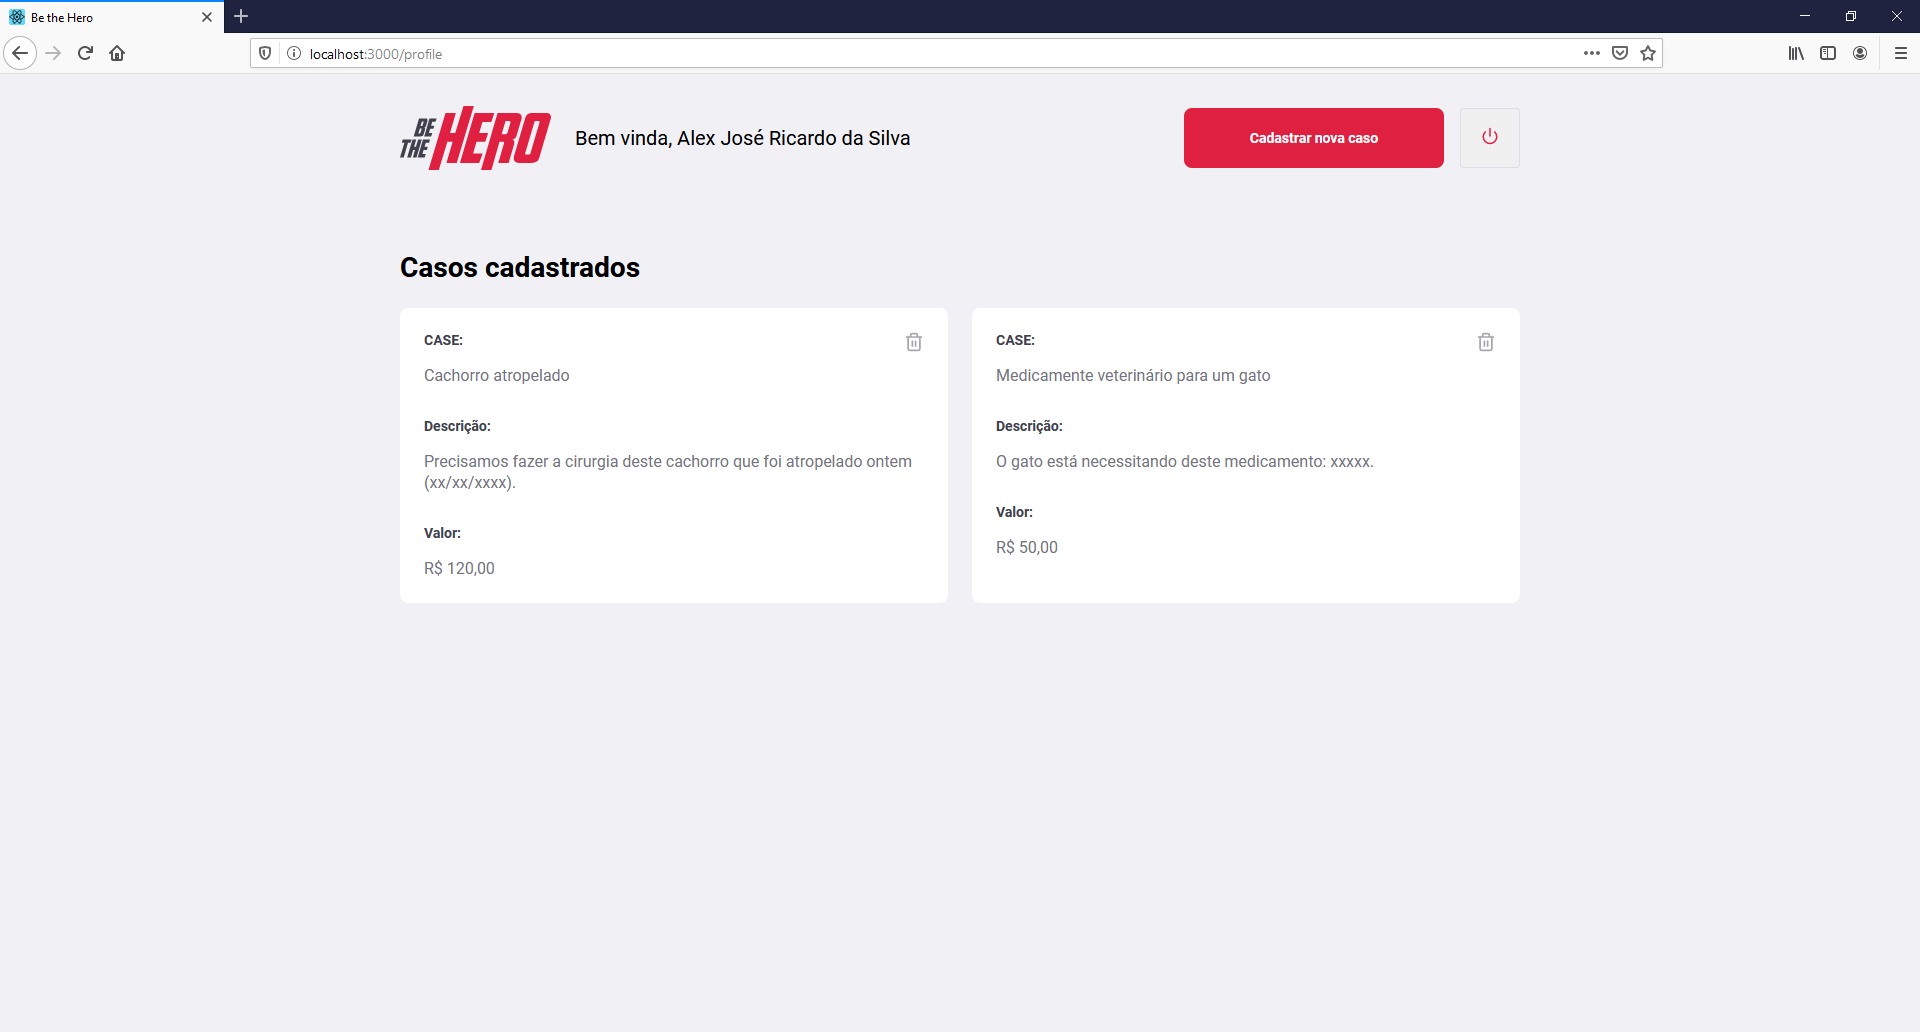 Be the Hero
localhost:3000/profile
BE THE HERO
Bem vinda, Alex José Ricardo da Silva
Cadastrar nova caso
Casos cadastrados
CASE:
Cachorro atropelado
Descrição:
Precisamos fazer a cirurgia deste cachorro que foi atropelado ontem
(xx/xx/xxxx).
Valor:
R$ 120,00
CASE:
Medicamente veterinário para um gato
Descrição:
O gato está necessitando deste medicamento: xxxxx.
Valor:
R$ 50,00